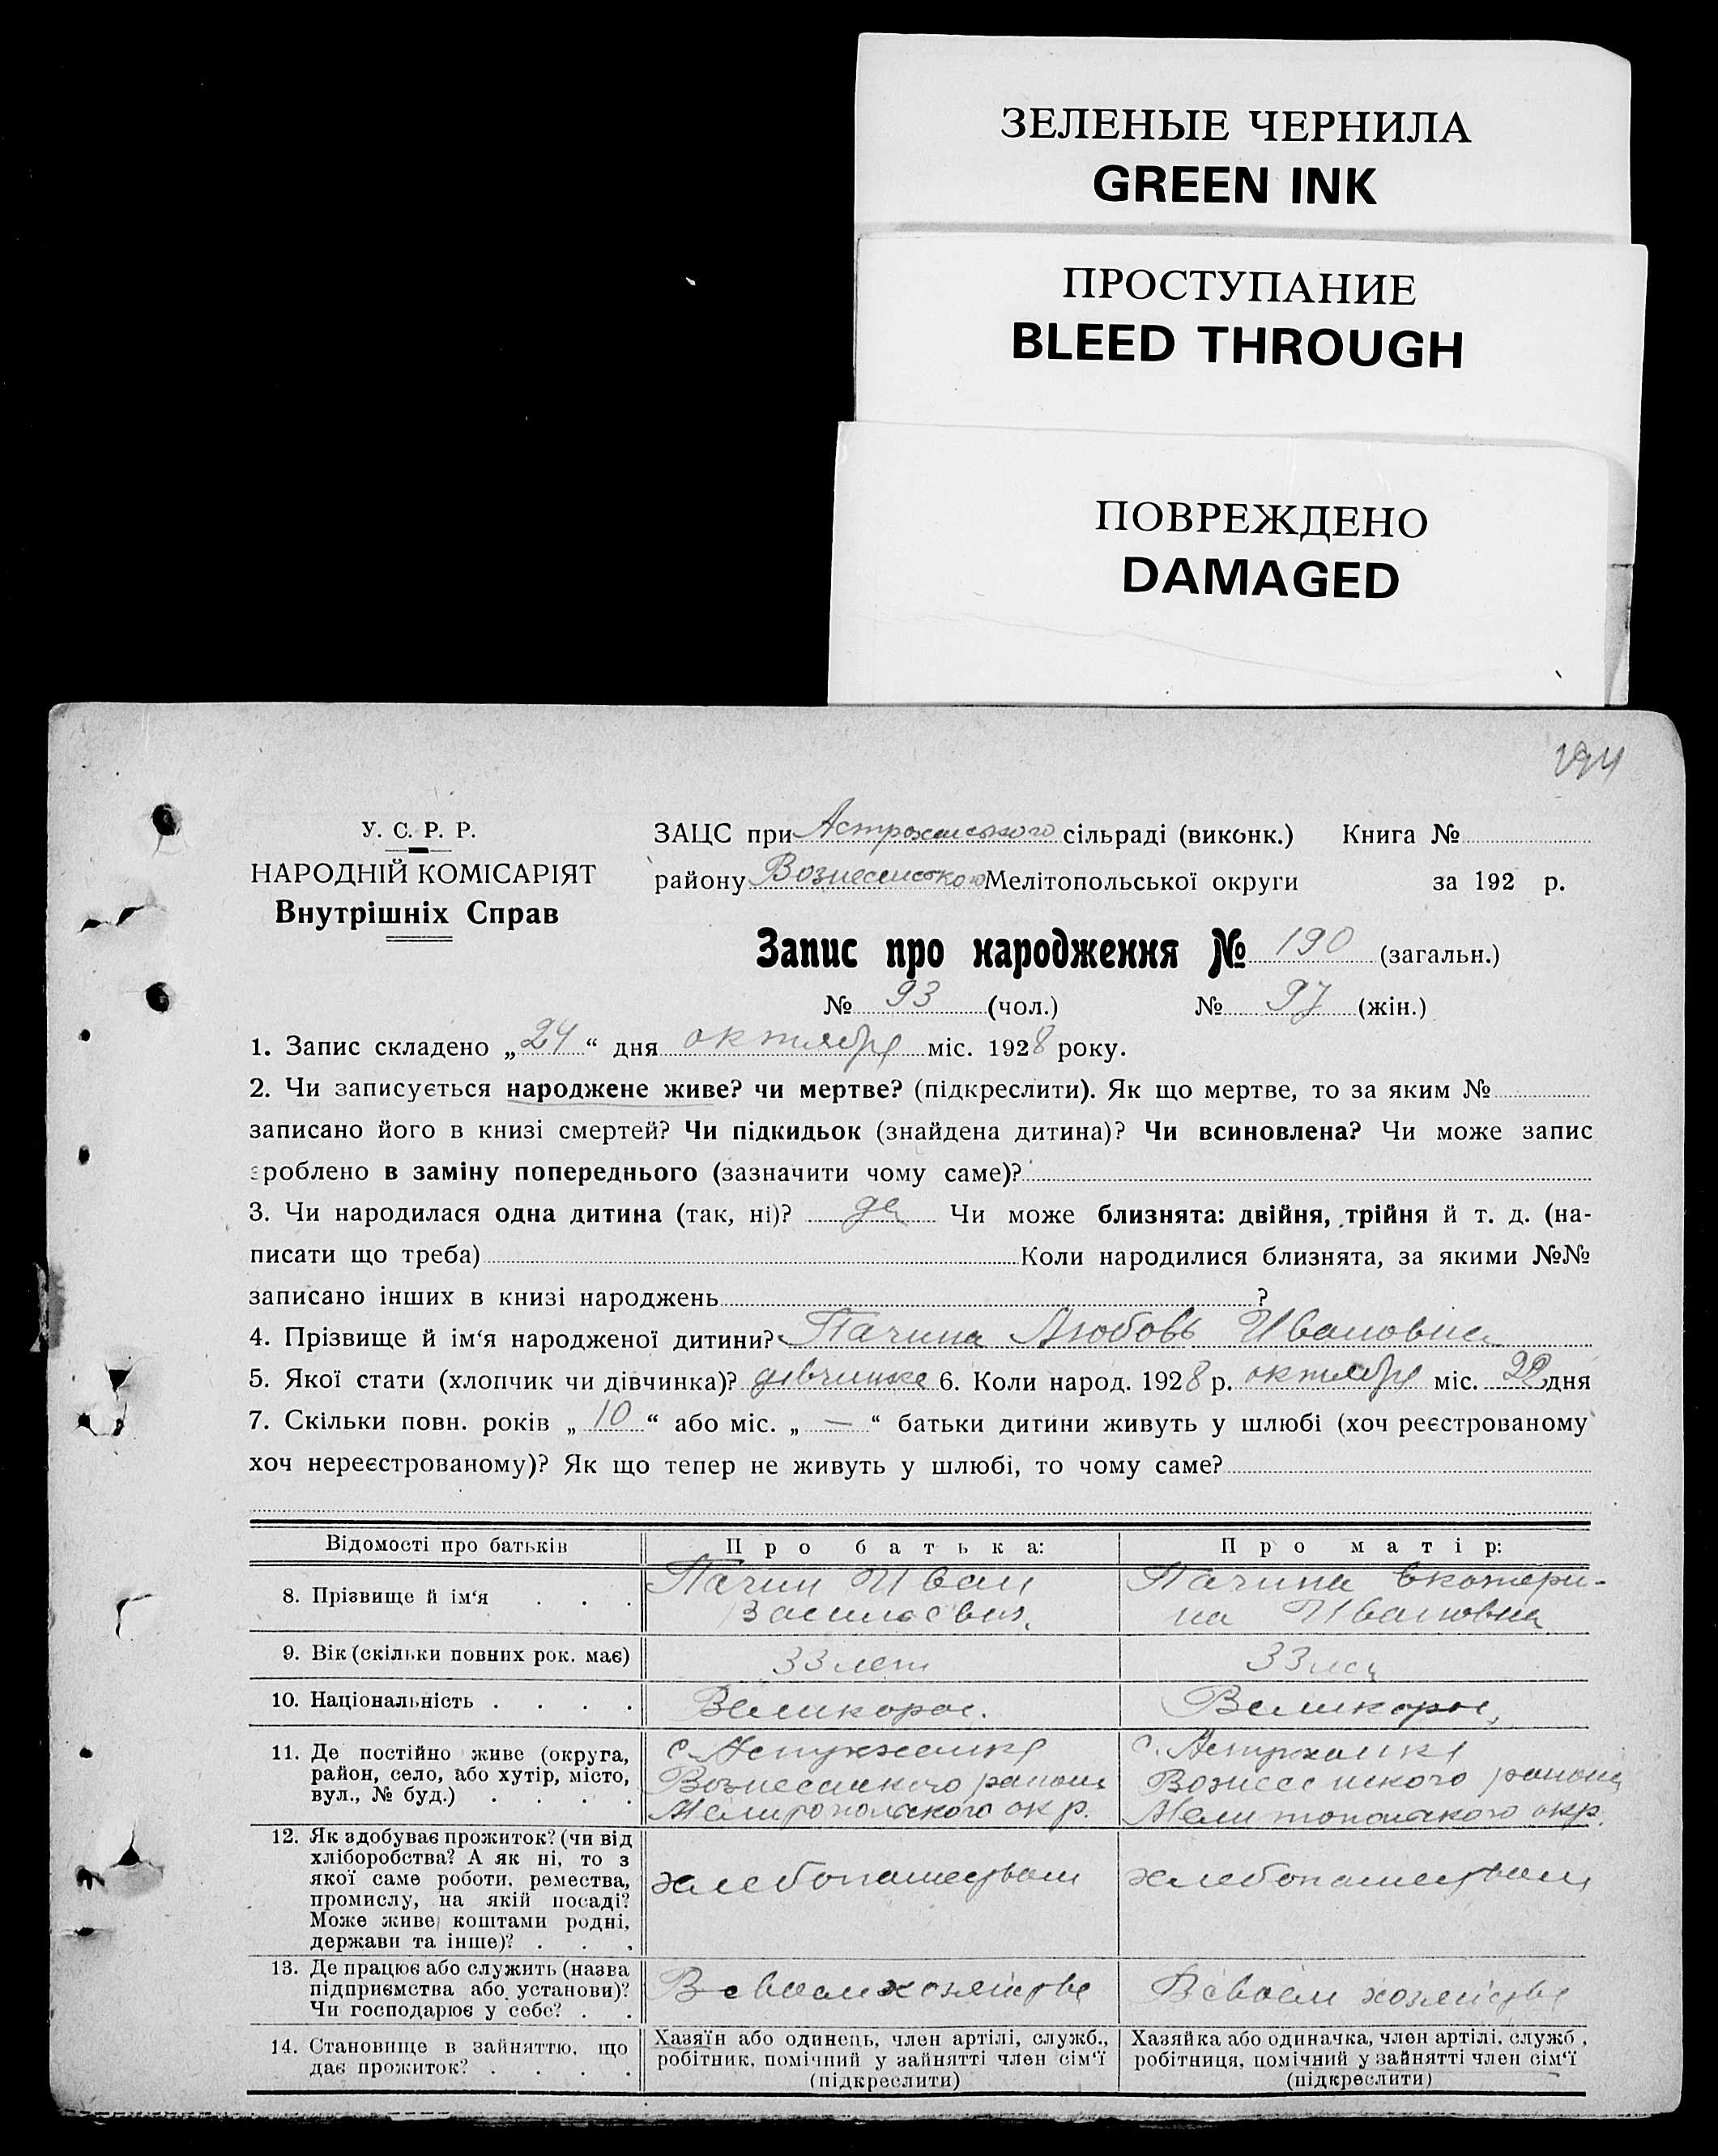 ЗЕЛЕНЫЕ ЧЕРНИЛА
GREEN INK
ПРОСТУПАНИЕ
BLEED THROUGH
ПОВРЕЖДЕНО
DAMAGED
194
У. С. Р. Р.
НАРОДНІЙ КОМІСАРІЯТ
Внутрішніх Справ
ЗАЦС при Астроханського сільраді (виконк.) Книга №
району Вознесенского Мелітопольської округи за 192 р.
Запис про народження № 190 (загальн.)
№ 93 (чол.) № 97 (жін.)
1. Запис складено „24“ дня октября міс. 1928 року.
2. Чи записується народжене живе? чи мертве? (підкреслити). Як що мертве, то за яким №
записано його в книзі смертей? Чи підкидьок (знайдена дитина)? Чи всиновлена? Чи може запис
зроблено в заміну попереднього (зазначити чому саме)?
3. Чи народилася одна дитина (так, ні)? да Чи може близнята: двійня, трійня й т. д. (на-
писати що треба) Коли народилися близнята, за якими №№
записано інших в книзі народжень ?
4. Прізвище й ім‘я народженої дитини? Пачина Любовь Ивановна
5. Якої стати (хлопчик чи дівчинка)? дівчинка 6. Коли народ. 1928 р. октября міс. 22 дня
7. Скільки повн. років „10“ або міс. „—“ батьки дитини живуть у шлюбі (хоч реєстрованому
хоч нереєстрованому)? Як що тепер не живуть у шлюбі, то чому саме?
Відомості про батьків
Про батька:
Про матір:
8. Прізвище й ім‘я . . .
Пачин Иван
Васильевич
Пачина Екатери-
на Ивановна
9. Вік (скільки повних рок. має)
33 лет
33 лет
10. Національність . . . .
Великорос.
Великорос.
11. Де постійно живе (округа,
район, село, або хутір, місто,
вул., № буд.) . . . .
с. Астраханка
Вознесенского района
Мелитопольского окр.
с. Астраханка
Вознесенского района
Мелитопольского окр.
12. Як здобуває прожиток? (чи від
хліборобства? А як ні, то з
якої саме роботи, ремества,
промислу, на якій посаді?
Може живе коштами родні,
держави та інше)? . . .
хлебопашеством
хлебопашеством
13. Де працює або служить (назва
підприємства або установи)?
Чи господарює у себе? . .
В своем хозяйстве
В своем хозяйстве
14. Становище в зайняттю, що
дає прожиток? . . . .
Хазяїн або одинець, член артілі, служб.,
робітник, помічний у зайнятті член сім‘ї
(підкреслити)
Хазяйка або одиначка, член артілі, служб.,
робітниця, помічний у зайнятті член сім‘ї
(підкреслити)